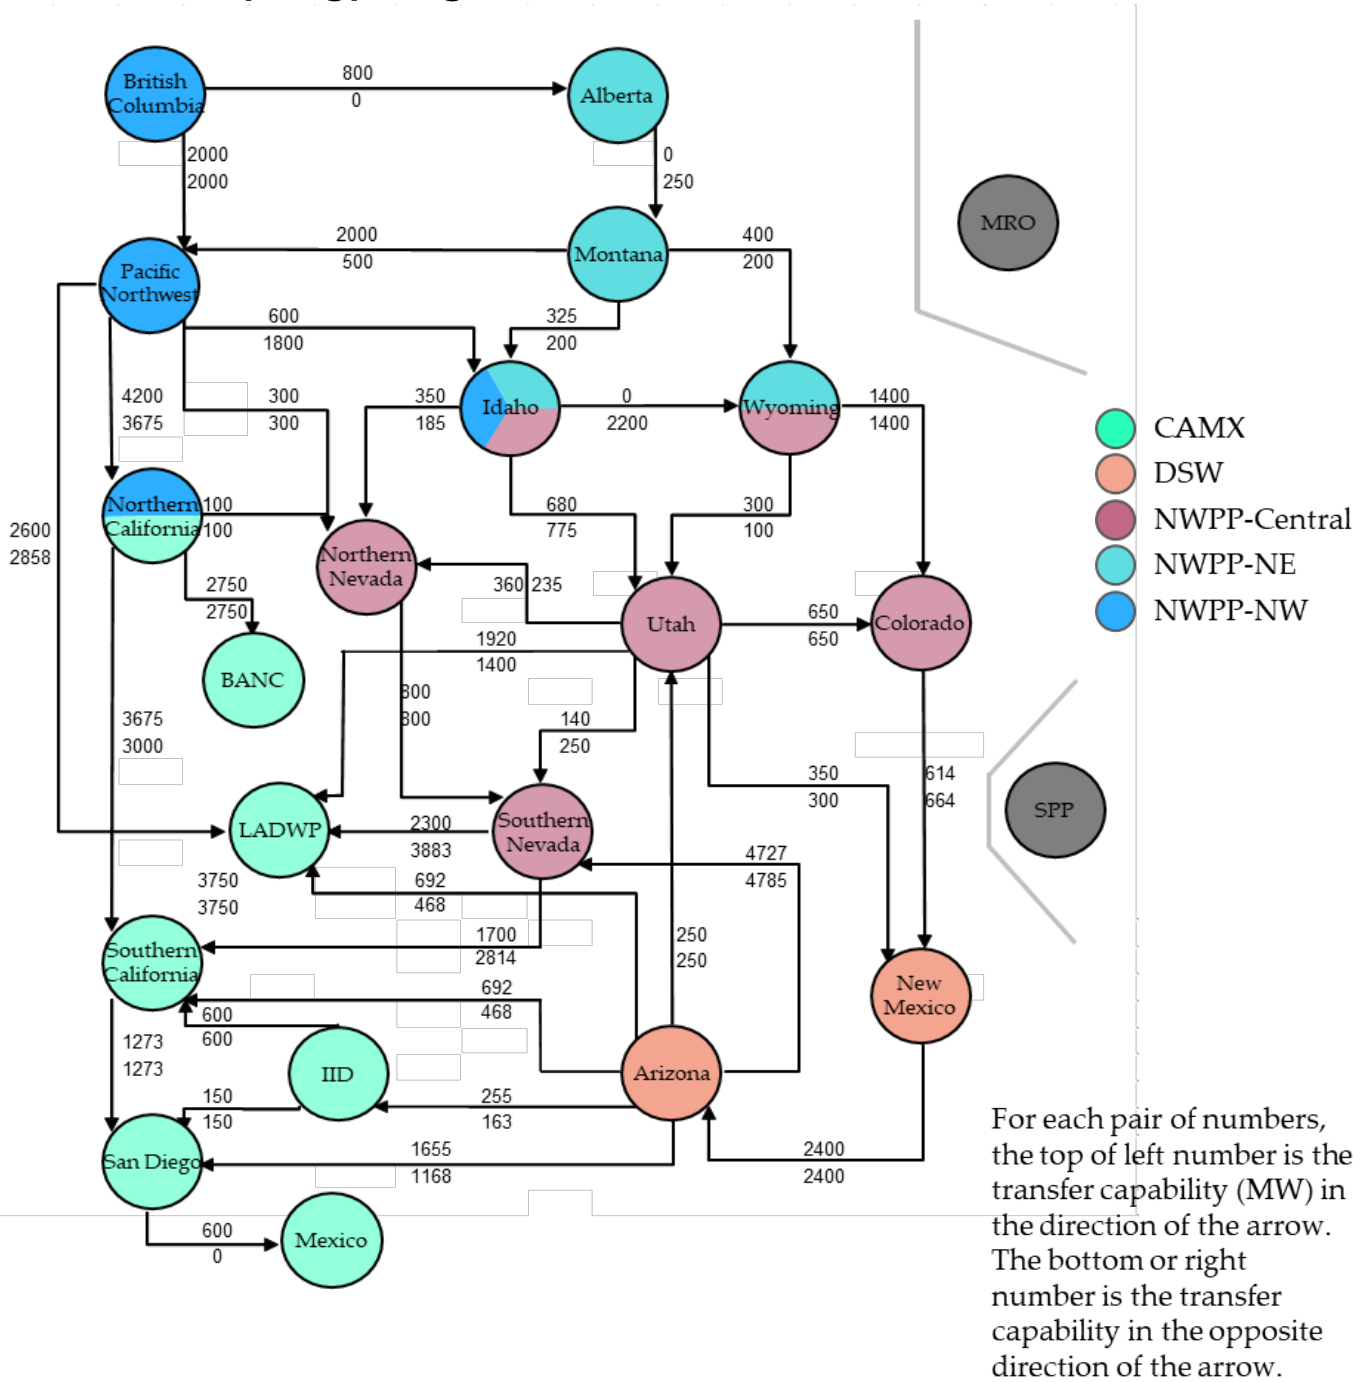 British
Columbia
800
0
Alberta
2000
2000
0
250
MRO
Pacific
Northwest
2000
500
Montana
400
200
600
1800
325
200
4200
3675
300
300
350
185
Idaho
0
2200
Wyoming
1400
1400
CAMX
DSW
NWPP-Central
NWPP-NE
NWPP-NW
Northern
California
100
100
680
775
300
100
2600
2858
2750
2750
Northern
Nevada
360 235
Utah
650
650
Colorado
BANC
1920
1400
800
800
3675
3000
140
250
350
300
614
664
SPP
LADWP
2300
3883
Southern
Nevada
4727
4785
3750
3750
692
468
Southern
California
1700
2814
250
250
692
468
New
Mexico
600
600
1273
1273
IID
Arizona
150
150
255
163
San Diego
1655
1168
2400
2400
600
0
Mexico
For each pair of numbers,
the top of left number is the
transfer capability (MW) in
the direction of the arrow.
The bottom or right
number is the transfer
capability in the opposite
direction of the arrow.